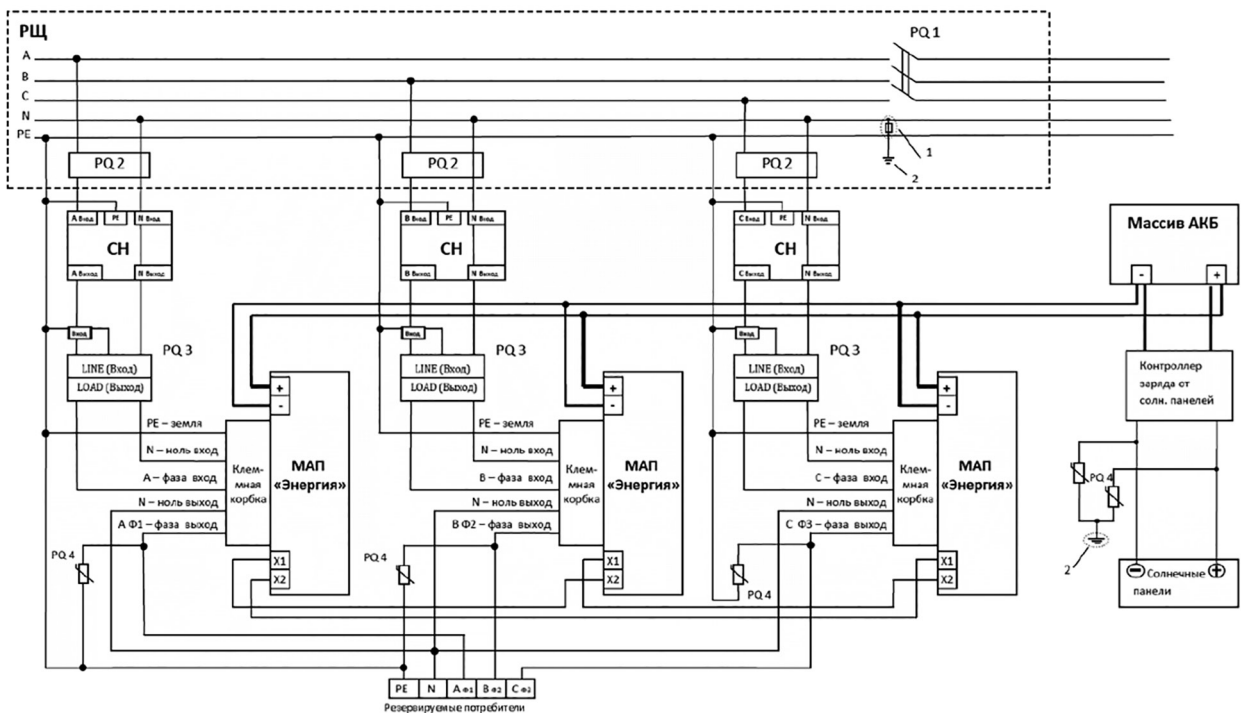 РЩ
PQ 1
A
B
C
N
PE
1
2
PQ 2
PQ 2
PQ 2
A Вход
PE
N Вход
СН
A Выход
N Выход
B Вход
PE
N Вход
СН
B Выход
N Выход
C Вход
PE
N Вход
СН
C Выход
N Выход
Массив АКБ
-
+
Вход
PQ 3
LINE (Вход)
LOAD (Выход)
Вход
PQ 3
LINE (Вход)
LOAD (Выход)
Вход
PQ 3
LINE (Вход)
LOAD (Выход)
Контроллер
заряда от
солн. панелей
+
-
PE – земля
N – ноль вход
A – фаза вход
N – ноль выход
A Ф1 – фаза выход
Клем-
мная
корбка
МАП
«Энергия»
X1
X2
PQ 4
+
-
PE – земля
N – ноль вход
B – фаза вход
N – ноль выход
B Ф2 – фаза выход
Клем-
мная
корбка
МАП
«Энергия»
X1
X2
PQ 4
+
-
PE – земля
N – ноль вход
C – фаза вход
N – ноль выход
C Ф3 – фаза выход
Клем-
мная
корбка
МАП
«Энергия»
X1
X2
PQ 4
PQ 4
2
Солнечные
панели
PE
N
A Ф1
B Ф2
C Ф3
Резервируемые потребители